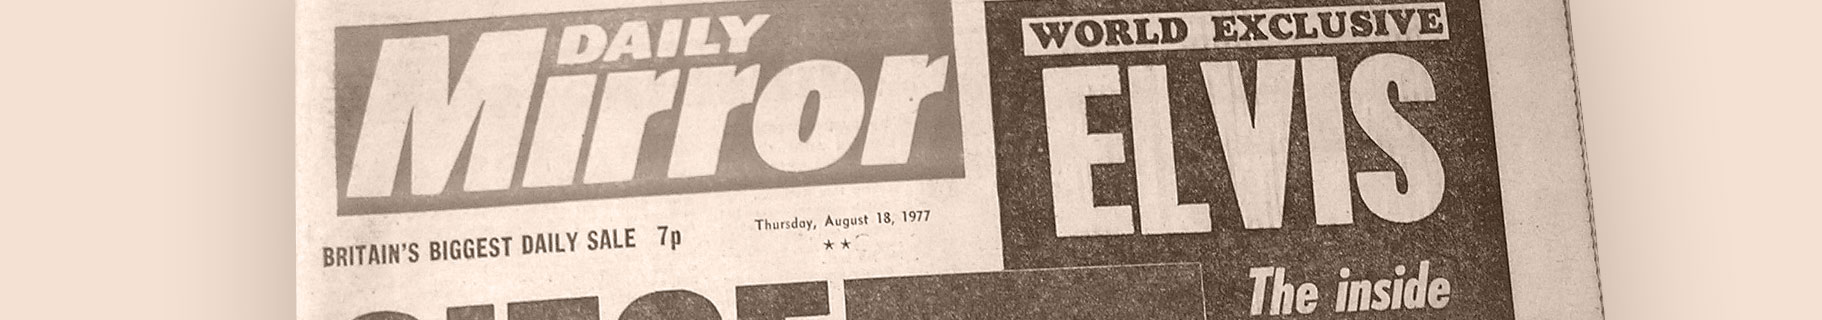 DAILY
Mirror
BRITAIN'S BIGGEST DAILY SALE 7p
Thursday, August 18, 1977
★ ★
WORLD EXCLUSIVE
ELVIS
The inside